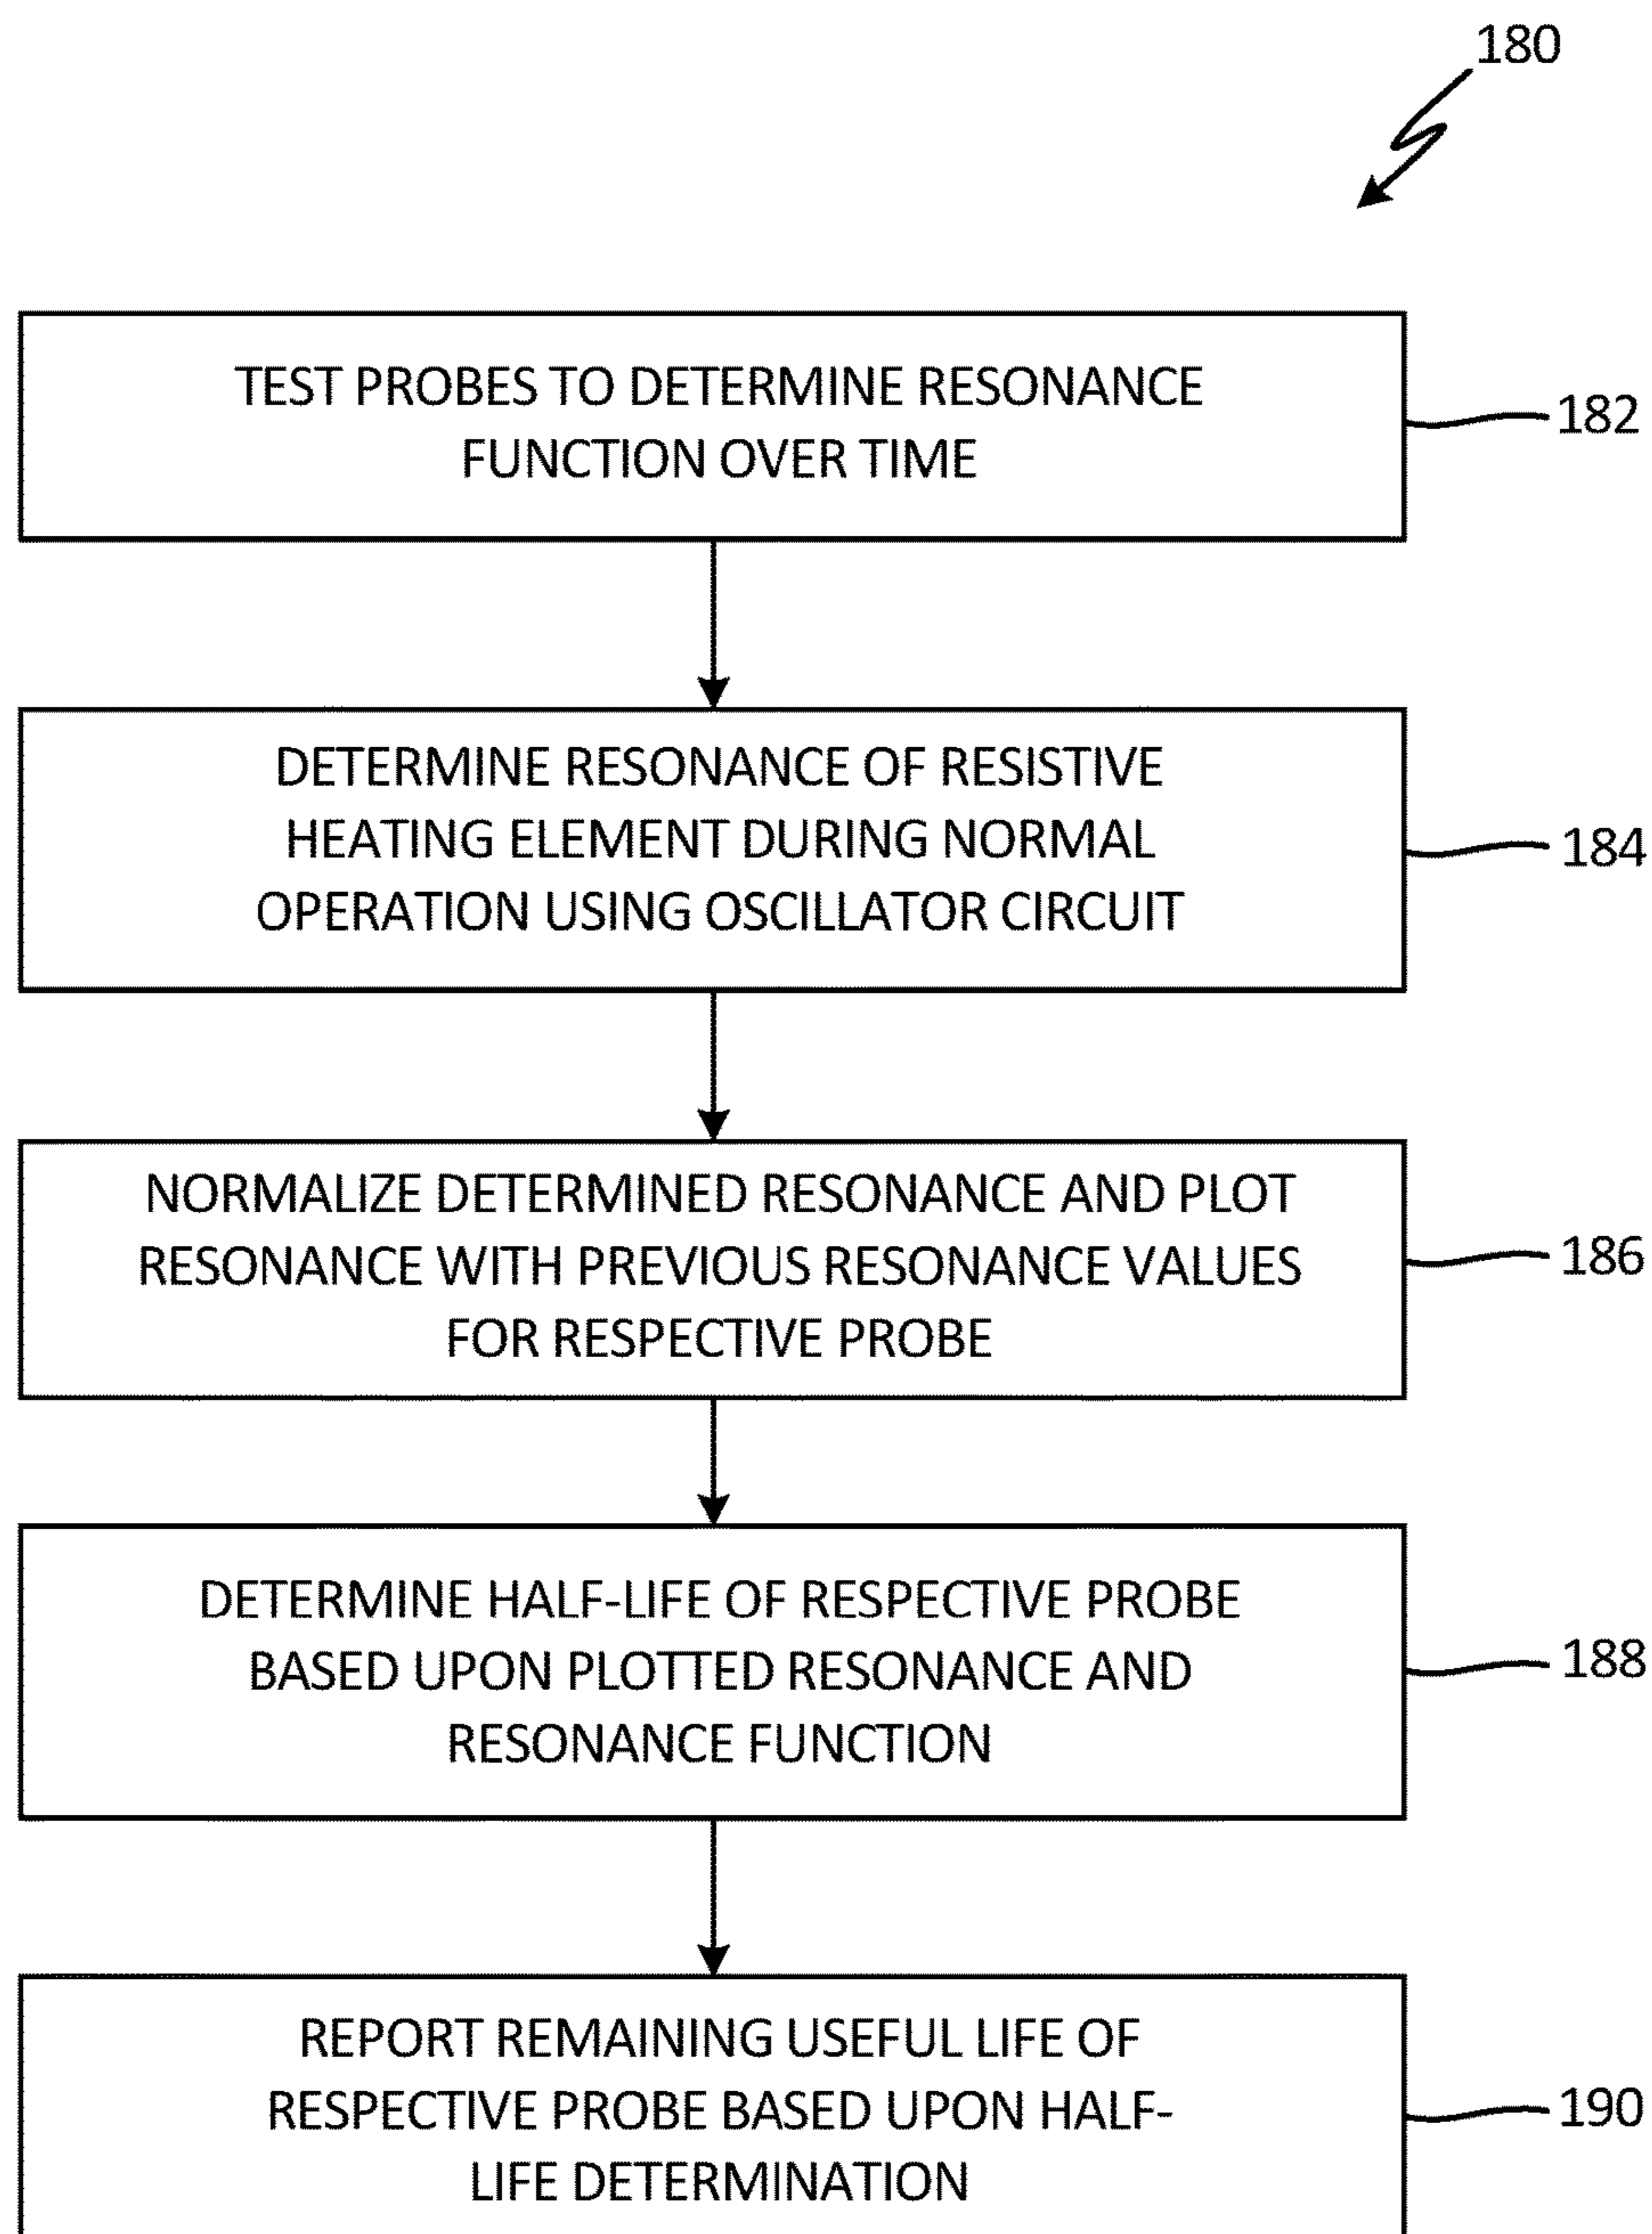 180
TEST PROBES TO DETERMINE RESONANCE
FUNCTION OVER TIME
182
DETERMINE RESONANCE OF RESISTIVE
HEATING ELEMENT DURING NORMAL
OPERATION USING OSCILLATOR CIRCUIT
184
NORMALIZE DETERMINED RESONANCE AND PLOT
RESONANCE WITH PREVIOUS RESONANCE VALUES
FOR RESPECTIVE PROBE
186
DETERMINE HALF-LIFE OF RESPECTIVE PROBE
BASED UPON PLOTTED RESONANCE AND
RESONANCE FUNCTION
188
REPORT REMAINING USEFUL LIFE OF
RESPECTIVE PROBE BASED UPON HALF-
LIFE DETERMINATION
190